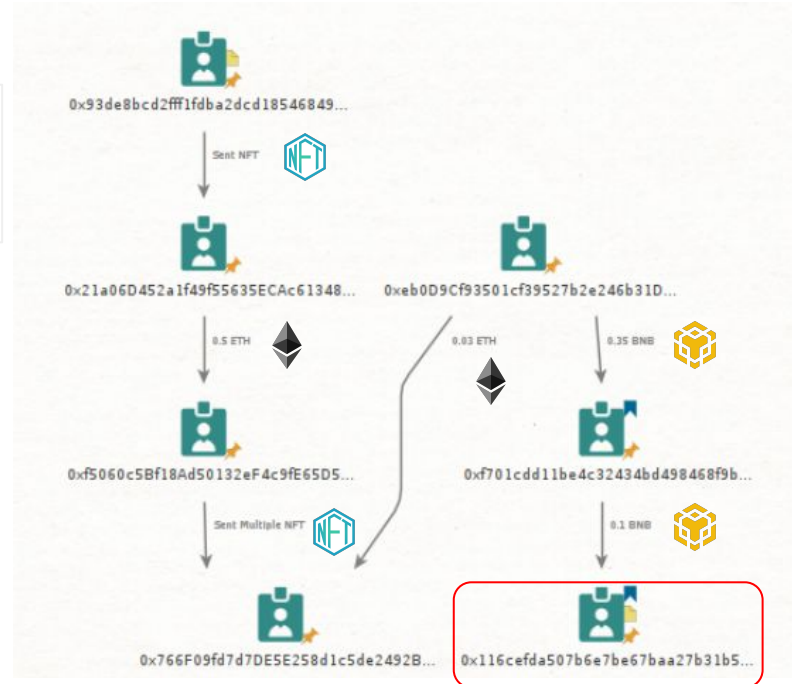 0x93de8bcd2fff1fdba2dcd18546849...
Sent NFT
NFT
0x21a06D452a1f49f55635ECAc61348...
0xeb0D9Cf93501cf39527b2e246b31D...
0.5 ETH
0.03 ETH
0.35 BNB
0xf5060c5Bf18Ad50132eF4c9fE65D5...
0xf701cdd11be4c32434bd498468f9b...
Sent Multiple NFT
NFT
0.1 BNB
0x766F09fd7d7DE5E258d1c5de2492B...
0x116cefda507b6e7be67baa27b31b5...